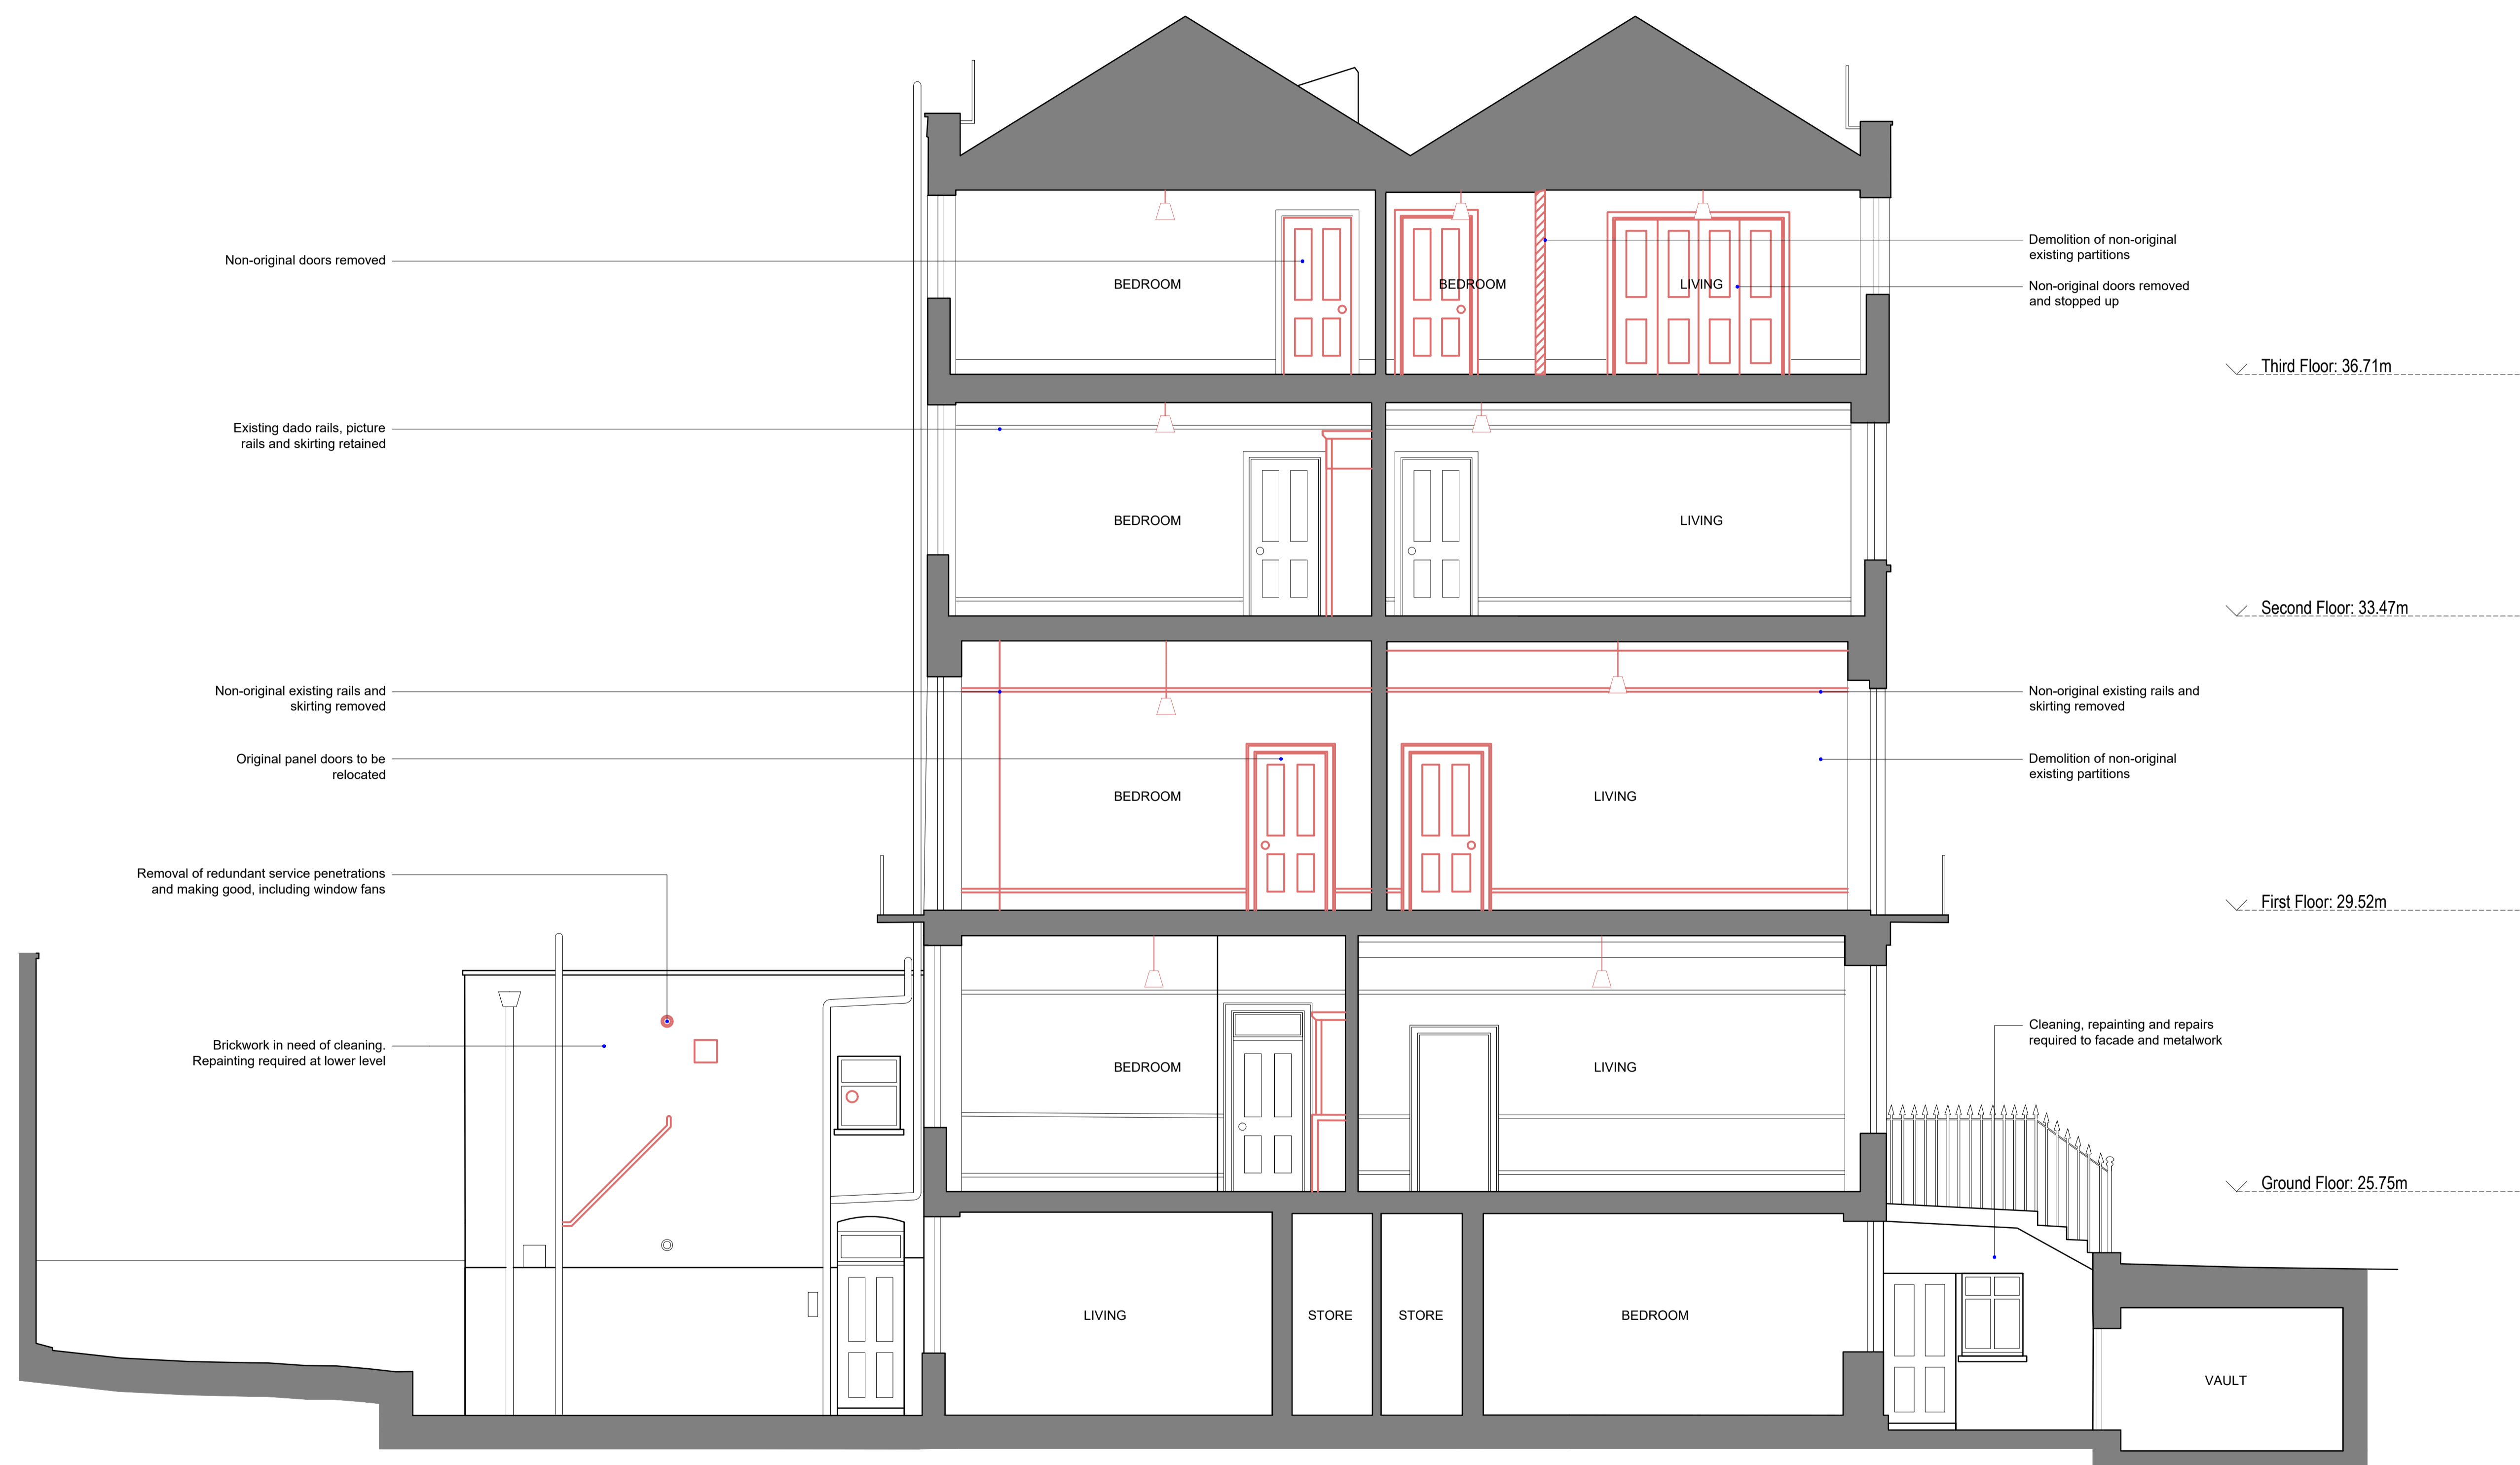 Non-original doors removed
BEDROOM
BEDROOM
LIVING
Demolition of non-original
existing partitions
Non-original doors removed
and stopped up
Third Floor: 36.71m
Existing dado rails, picture
rails and skirting retained
BEDROOM
LIVING
Second Floor: 33.47m
Non-original existing rails and
skirting removed
Non-original existing rails and
skirting removed
Original panel doors to be
relocated
Demolition of non-original
existing partitions
BEDROOM
LIVING
Removal of redundant service penetrations
and making good, including window fans
First Floor: 29.52m
Brickwork in need of cleaning.
Repainting required at lower level
BEDROOM
LIVING
Cleaning, repainting and repairs
required to facade and metalwork
Ground Floor: 25.75m
LIVING
STORE
STORE
BEDROOM
VAULT